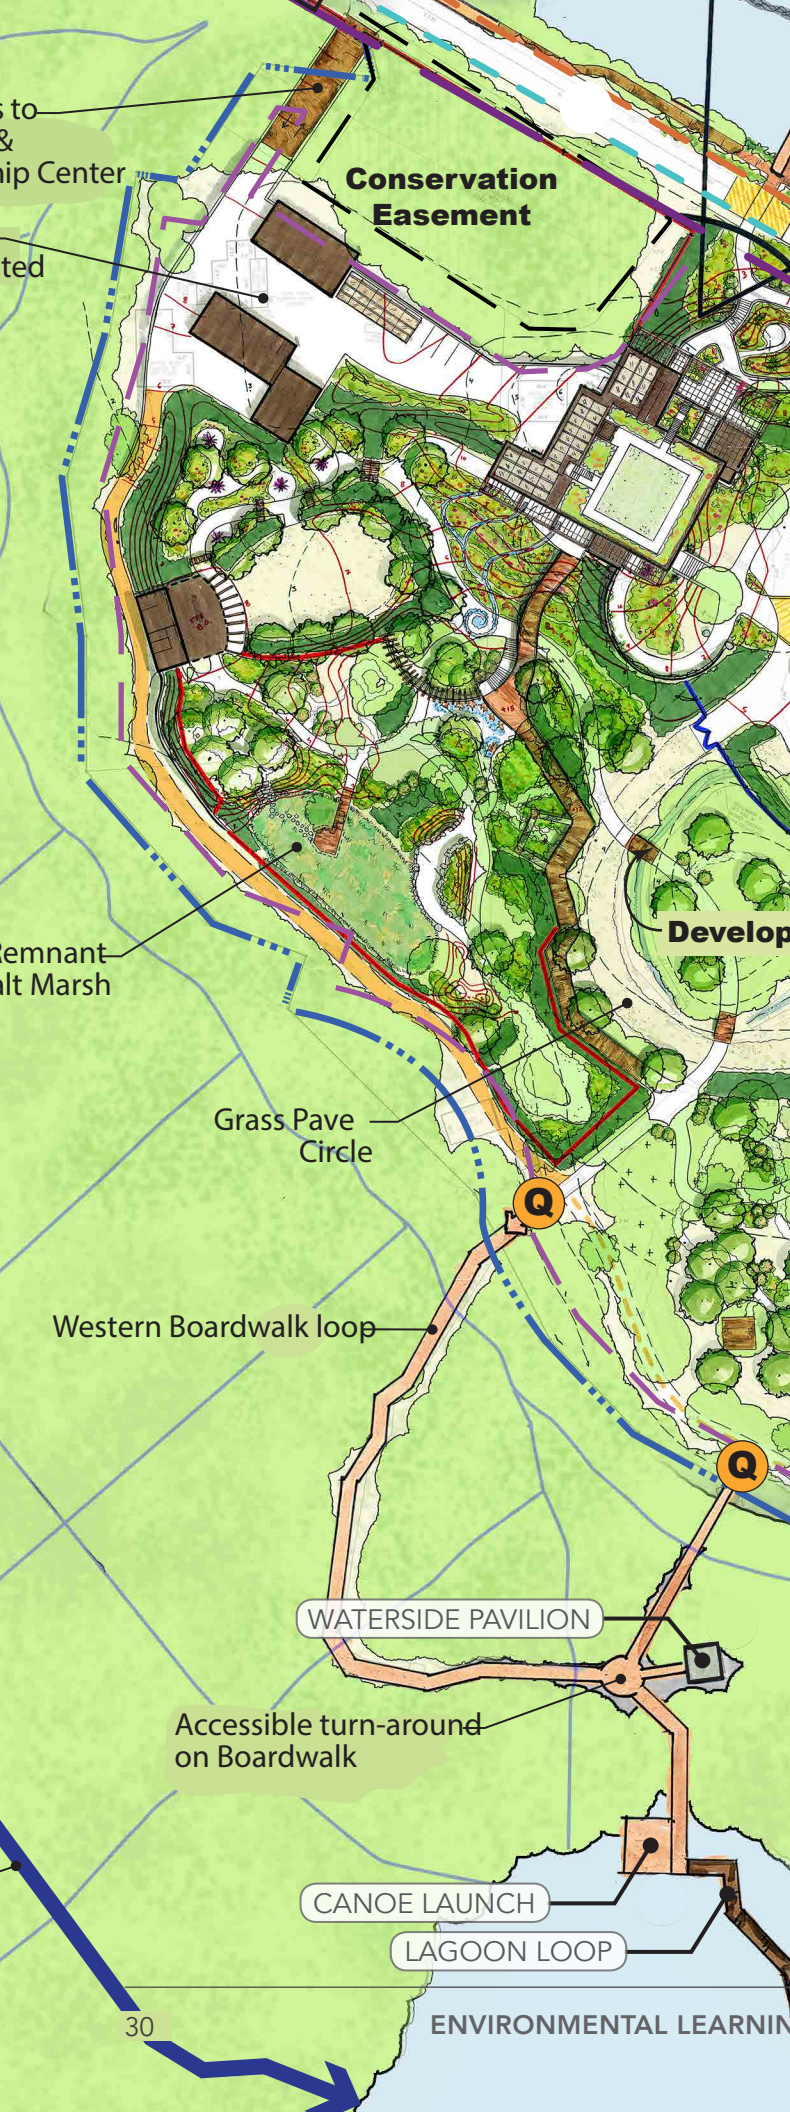 s to
&
hip Center
Conservation
Easement
ted
Develop
Remnant
alt Marsh
Grass Pave
Circle
Q
Western Boardwalk loop
Q
WATERSIDE PAVILION
Accessible turn-around
on Boardwalk
CANOE LAUNCH
LAGOON LOOP
30
ENVIRONMENTAL LEARNIN